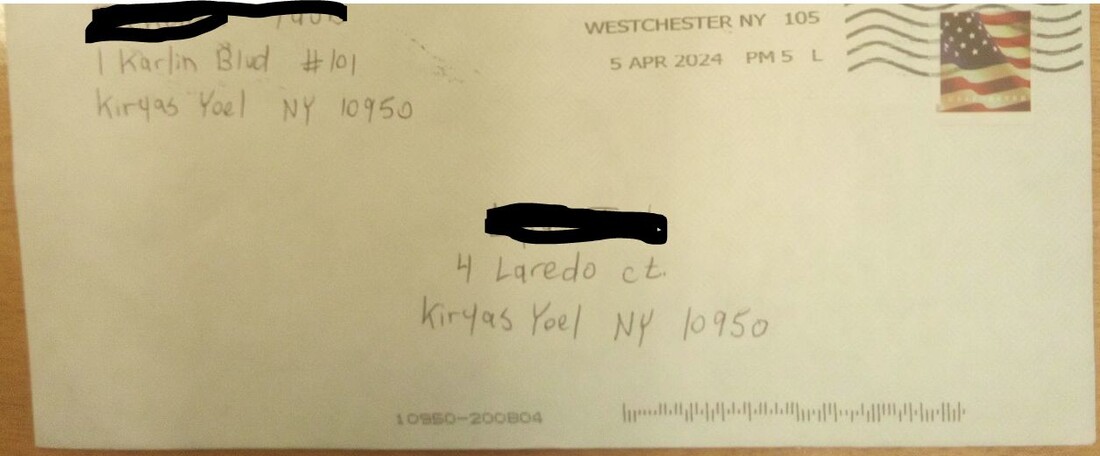 1 Karlin Blvd #101
Kiryas Yoel NY 10950
WESTCHESTER NY 105
5 APR 2024 PM 5 L
4 Laredo ct.
Kiryas Yoel NY 10950
10950-200804